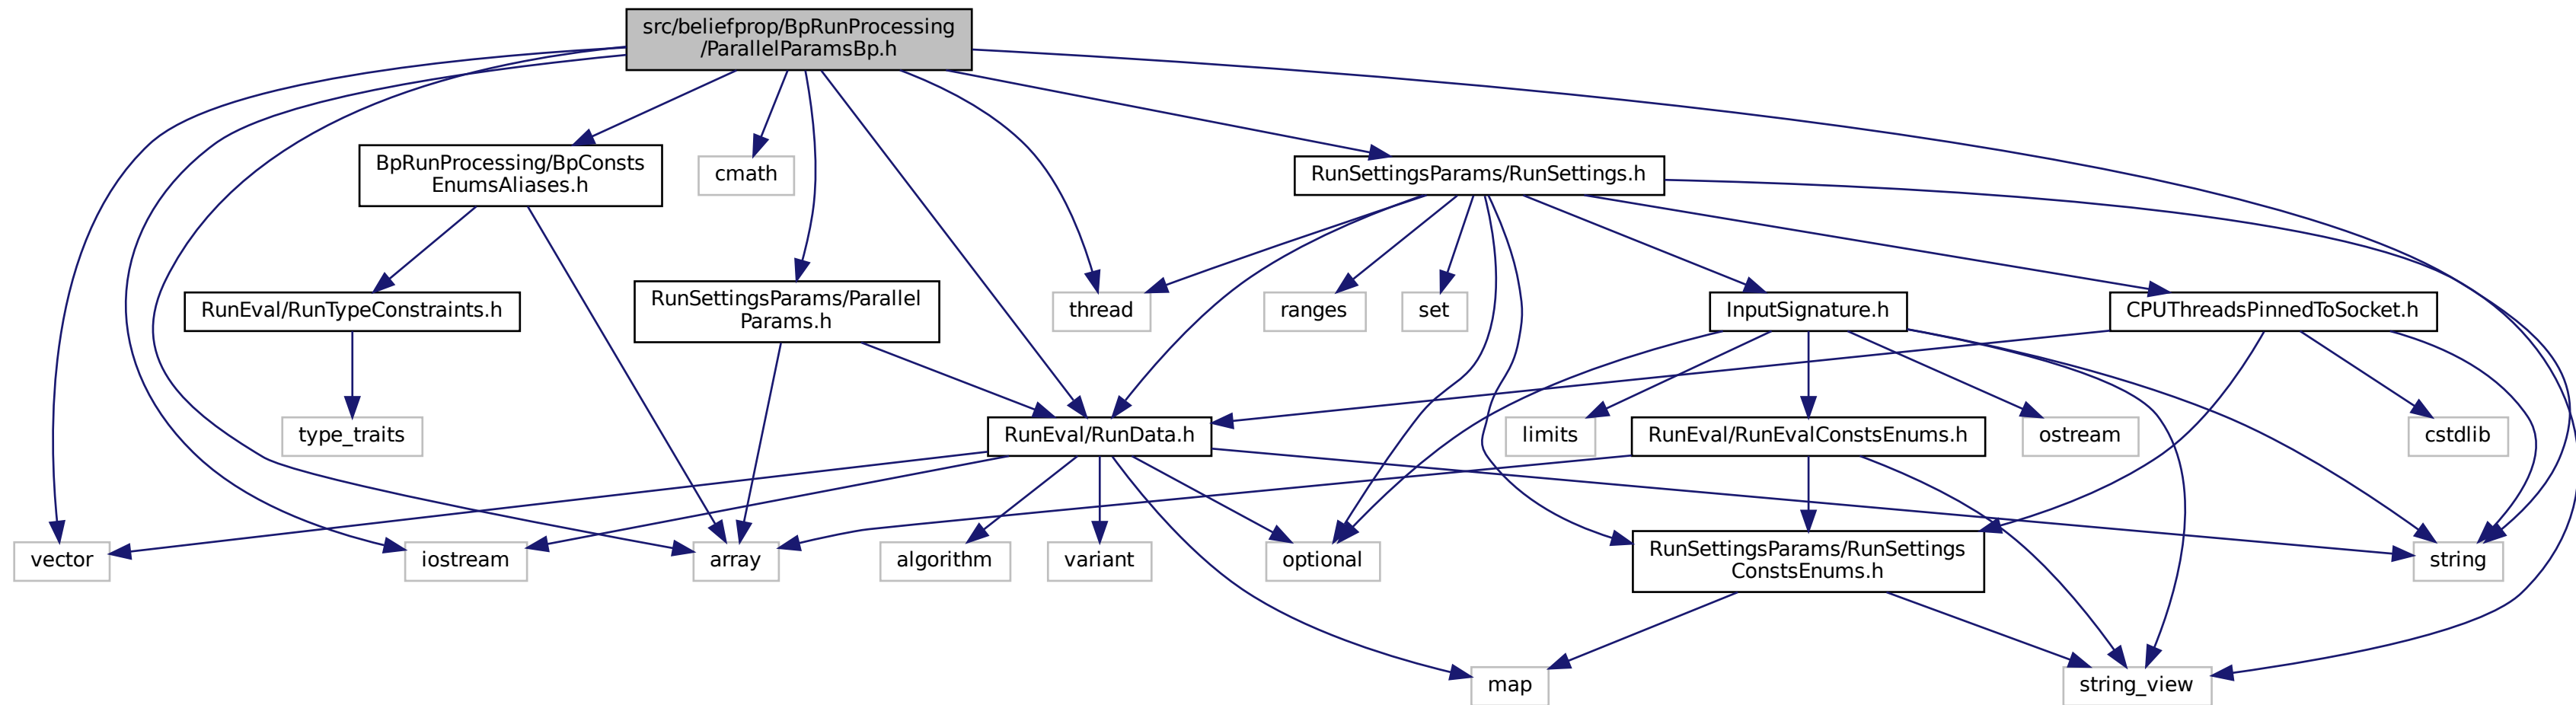 src/beliefprop/BpRunProcessing
/ParallelParamsBp.h
BpRunProcessing/BpConsts
EnumsAliases.h
cmath
RunSettingsParams/RunSettings.h
RunEval/RunTypeConstraints.h
RunSettingsParams/Parallel
Params.h
thread
ranges
set
InputSignature.h
CPUThreadsPinnedToSocket.h
type_traits
RunEval/RunData.h
limits
RunEval/RunEvalConstsEnums.h
ostream
cstdlib
vector
iostream
array
algorithm
variant
optional
RunSettingsParams/RunSettings
ConstsEnums.h
string
map
string_view